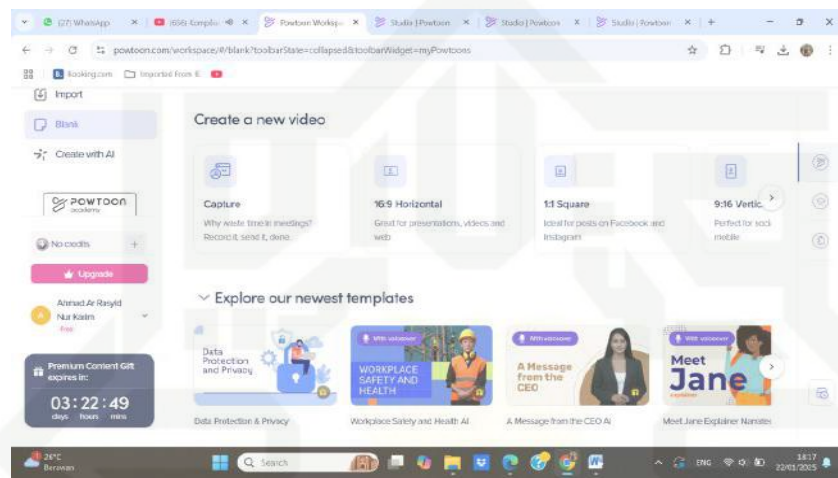 (27) WhatsApp
Powtoon Workspa
Studio | Powtoon
Studio | Powtoon
Studio | Powtoon
powtoon.com/workspace/#/blank?toolbarState=collapsed&toolbarWidget=myPowtoons
Booking.com
Imported From IE
Import
Blank
Create with AI
POWTOON
academy
No credits
Upgrade
Ahmad Ar Rasyid
Nur Karim
Free
Premium Content Gift
expires in:
03:22:49
days hours mins
Create a new video
Capture
Why waste time in meetings?
Record it, send it, done.
16:9 Horizontal
Great for presentations, videos and
web
1:1 Square
Ideal for posts on Facebook and
Instagram
9:16 Vertic
Perfect for soci
mobile
Explore our newest templates
Data
Protection
and Privacy
Data Protection & Privacy
With voiceover
WORKPLACE
SAFETY AND
HEALTH
Workplace Safety and Health AI
With voiceover
A Message
from the
CEO
A Message from the CEO AI
With voiceover
Meet
Jane
explainer
Meet Jane Explainer Narrated
26°C
Berawan
Search
ENG
18:17
22/01/2025